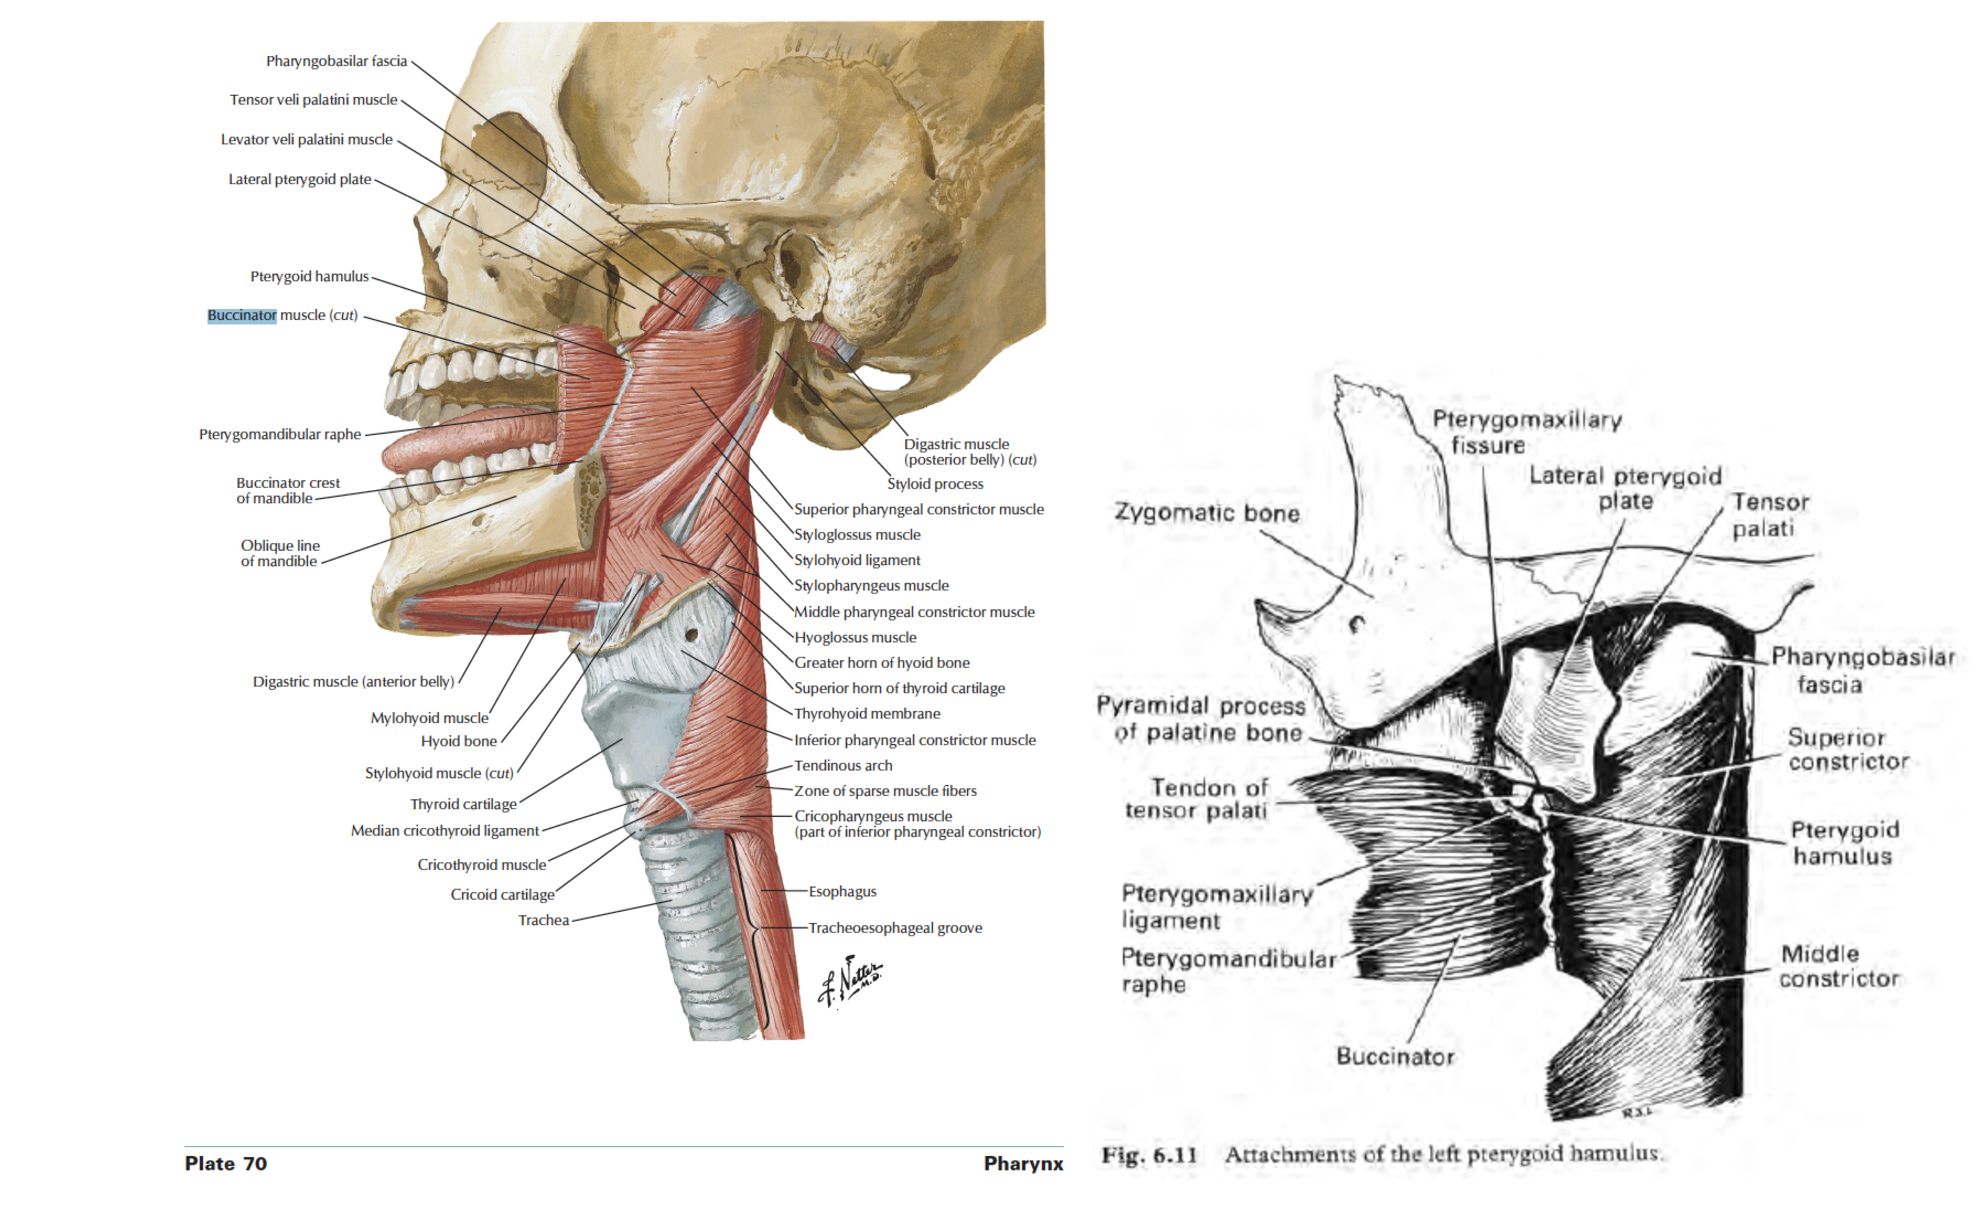 Pharyngobasilar fascia
Tensor veli palatini muscle
Levator veli palatini muscle
Lateral pterygoid plate
Pterygoid hamulus
Buccinator muscle (cut)
Pterygomandibular raphe
Buccinator crest
of mandible
Oblique line
of mandible
Digastric muscle (anterior belly)
Mylohyoid muscle
Hyoid bone
Stylohyoid muscle (cut)
Thyroid cartilage
Median cricothyroid ligament
Cricothyroid muscle
Cricoid cartilage
Trachea
Digastric muscle
(posterior belly) (cut)
Styloid process
Superior pharyngeal constrictor muscle
Styloglossus muscle
Stylohyoid ligament
Stylopharyngeus muscle
Middle pharyngeal constrictor muscle
Hyoglossus muscle
Greater horn of hyoid bone
Superior horn of thyroid cartilage
Thyrohyoid membrane
Inferior pharyngeal constrictor muscle
Tendinous arch
Zone of sparse muscle fibers
Cricopharyngeus muscle
(part of inferior pharyngeal constrictor)
Esophagus
Tracheoesophageal groove
F. Netter
M.D.
Plate 70
Pharynx
Pterygomaxillary
fissure
Lateral pterygoid
plate
Tensor
palati
Zygomatic bone
Pharyngobasilar
fascia
Pyramidal process
of palatine bone
Superior
constrictor
Tendon of
tensor palati
Pterygoid
hamulus
Pterygomaxillary
ligament
Pterygomandibular
raphe
Middle
constrictor
Buccinator
R.S.L
Fig. 6.11 Attachments of the left pterygoid hamulus.